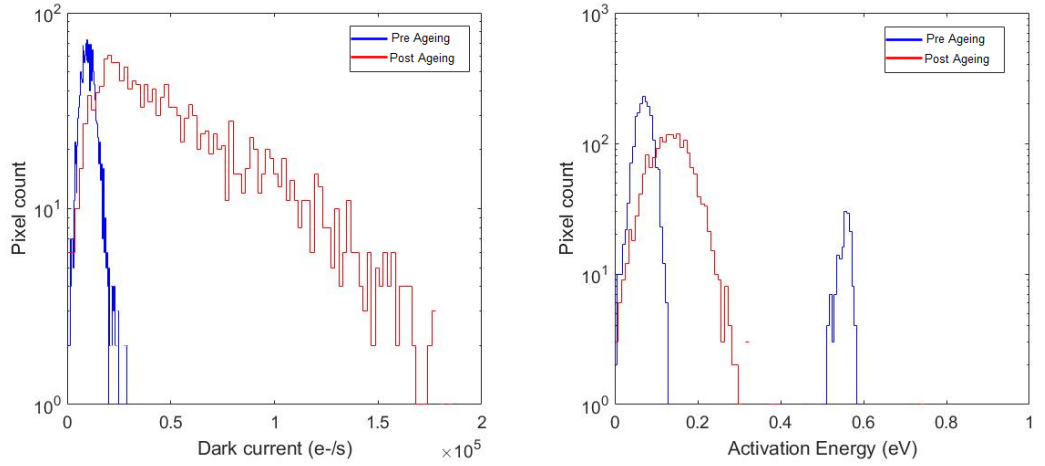 10²
Pre Ageing
Post Ageing
10¹
10⁰
Pixel count
0
0.5
1
1.5
2
Dark current (e-/s)
×10⁵
10³
Pre Ageing
Post Ageing
10²
10¹
10⁰
Pixel count
0
0.2
0.4
0.6
0.8
1
Activation Energy (eV)